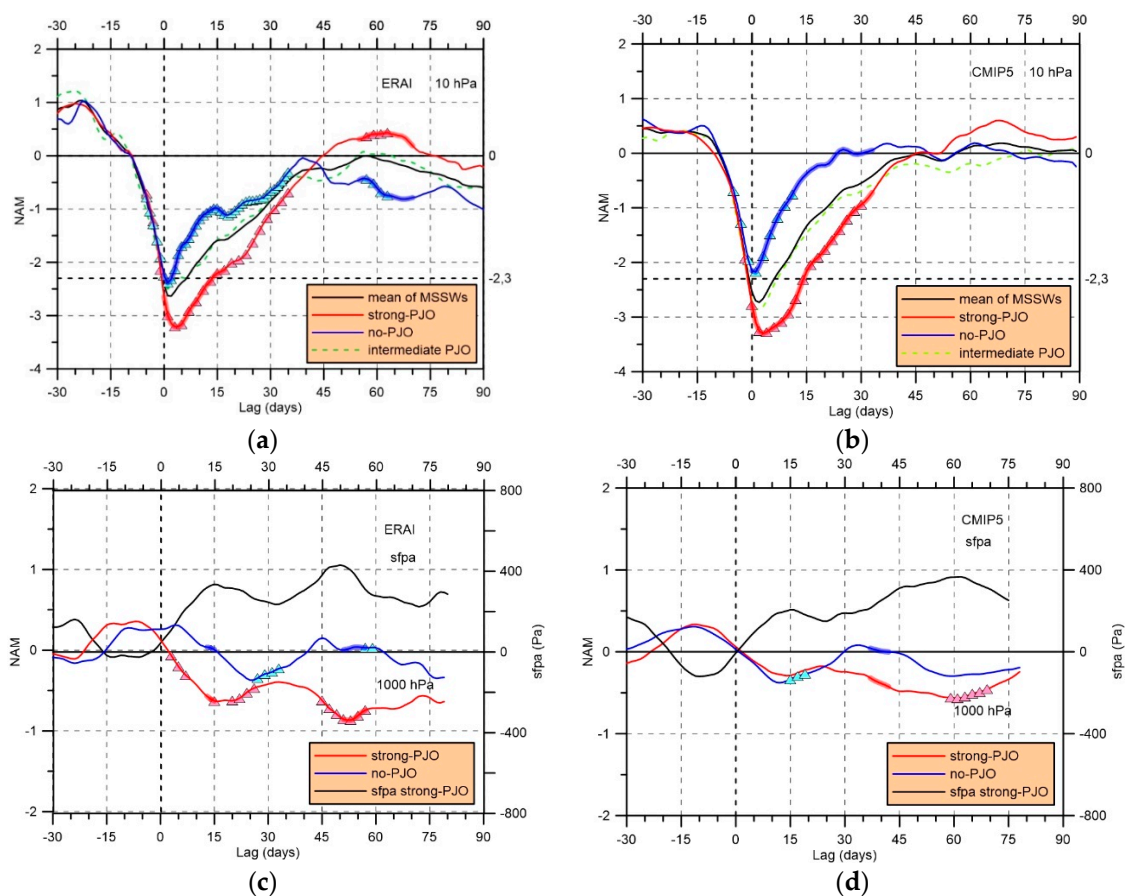 -30 -15 0 15 30 45 60 75 90
2
1
0
-1
-2
-3
-4
NAM
ERAI 10 hPa
0
-2,3
mean of MSSWs
strong-PJO
no-PJO
intermediate PJO
-30 -15 0 15 30 45 60 75 90
Lag (days)
(a)
-30 -15 0 15 30 45 60 75 90
2
1
0
-1
-2
-3
-4
NAM
CMIP5 10 hPa
0
-2,3
mean of MSSWs
strong-PJO
no-PJO
intermediate PJO
-30 -15 0 15 30 45 60 75 90
Lag (days)
(b)
-30 -15 0 15 30 45 60 75 90
2
1
0
-1
-2
NAM
ERAI
sfpa
1000 hPa
800
400
0
-400
-800
sfpa (Pa)
strong-PJO
no-PJO
sfpa strong-PJO
-30 -15 0 15 30 45 60 75 90
Lag (days)
(c)
-30 -15 0 15 30 45 60 75 90
2
1
0
-1
-2
NAM
CMIP5
sfpa
1000 hPa
800
400
0
-400
-800
sfpa (Pa)
strong-PJO
no-PJO
sfpa strong-PJO
-30 -15 0 15 30 45 60 75 90
Lag (days)
(d)